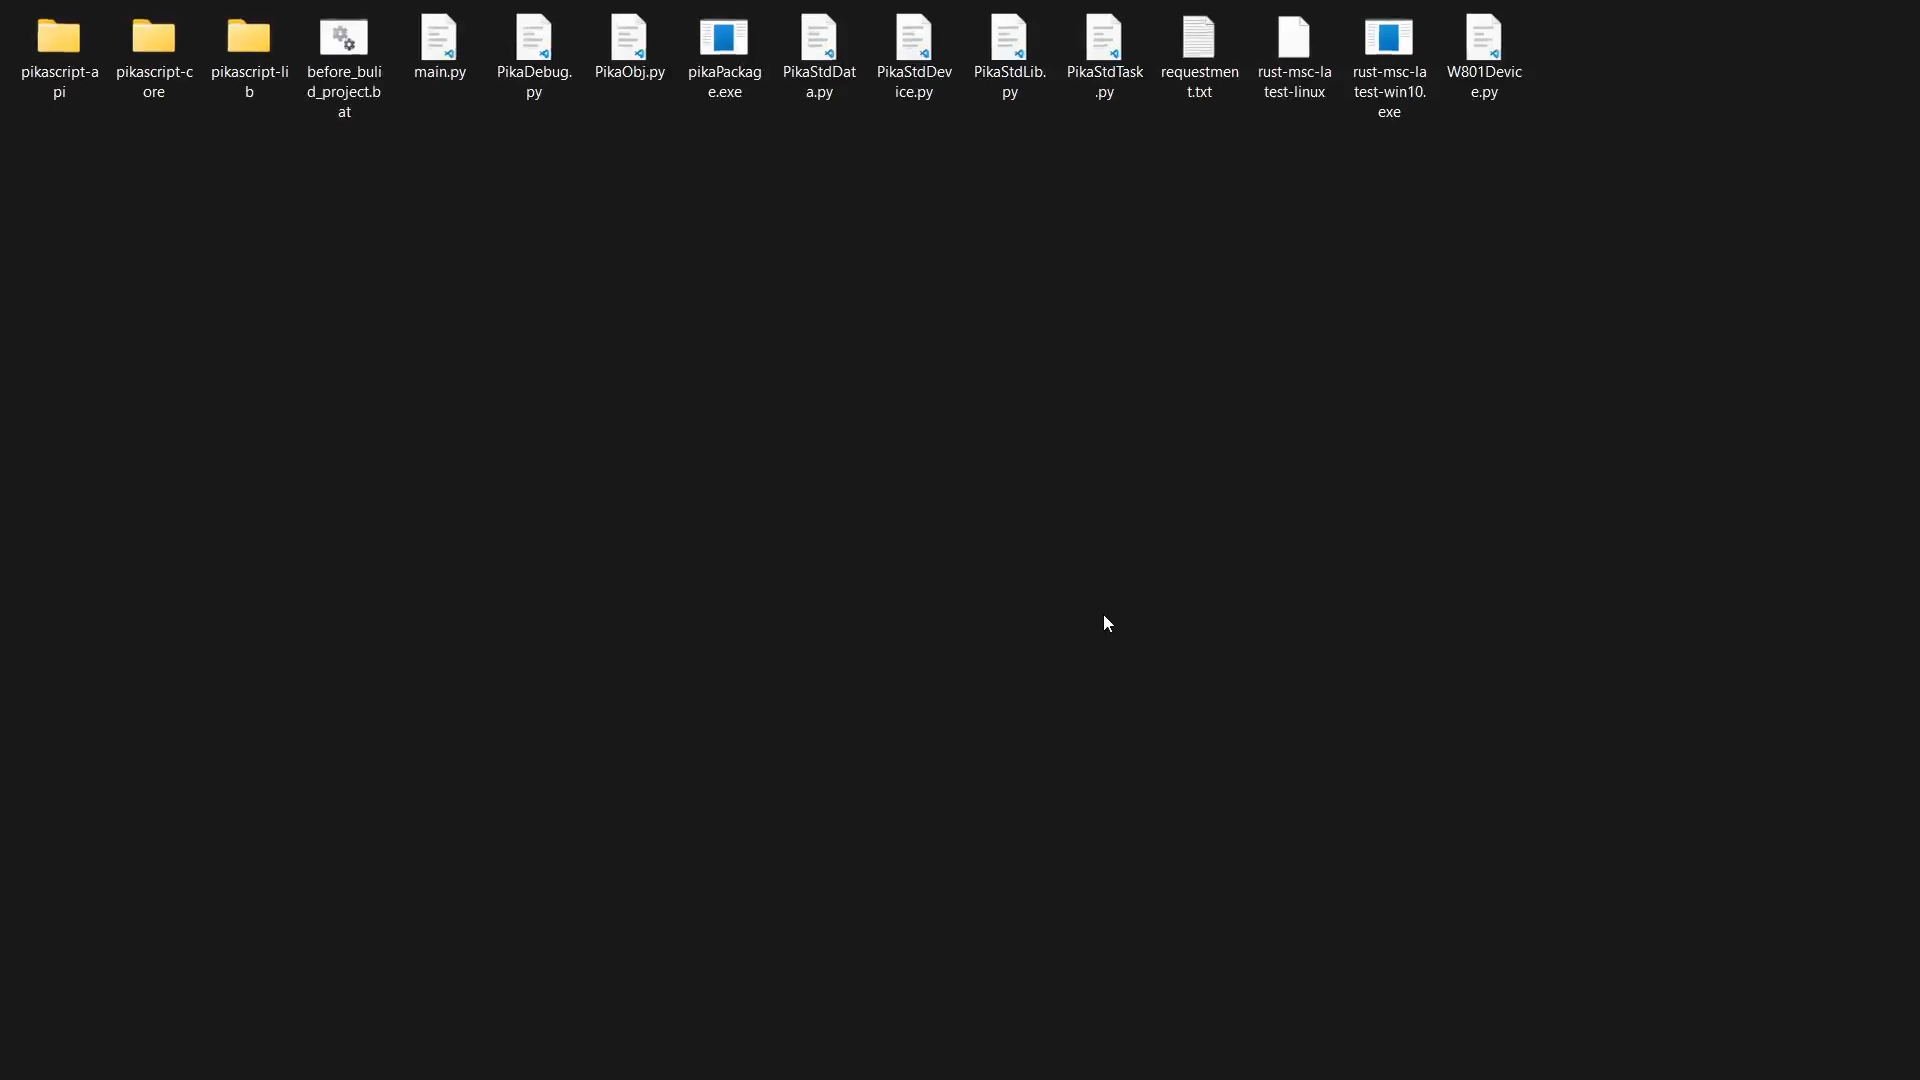 pikascript-a
pi
pikascript-c
ore
pikascript-li
b
before_buli
d_project.b
at
main.py
PikaDebug.
py
PikaObj.py
pikaPackag
e.exe
PikaStdDat
a.py
PikaStdDev
ice.py
PikaStdLib.
py
PikaStdTask
.py
requestmen
t.txt
rust-msc-la
test-linux
rust-msc-la
test-win10.
exe
W801Devic
e.py